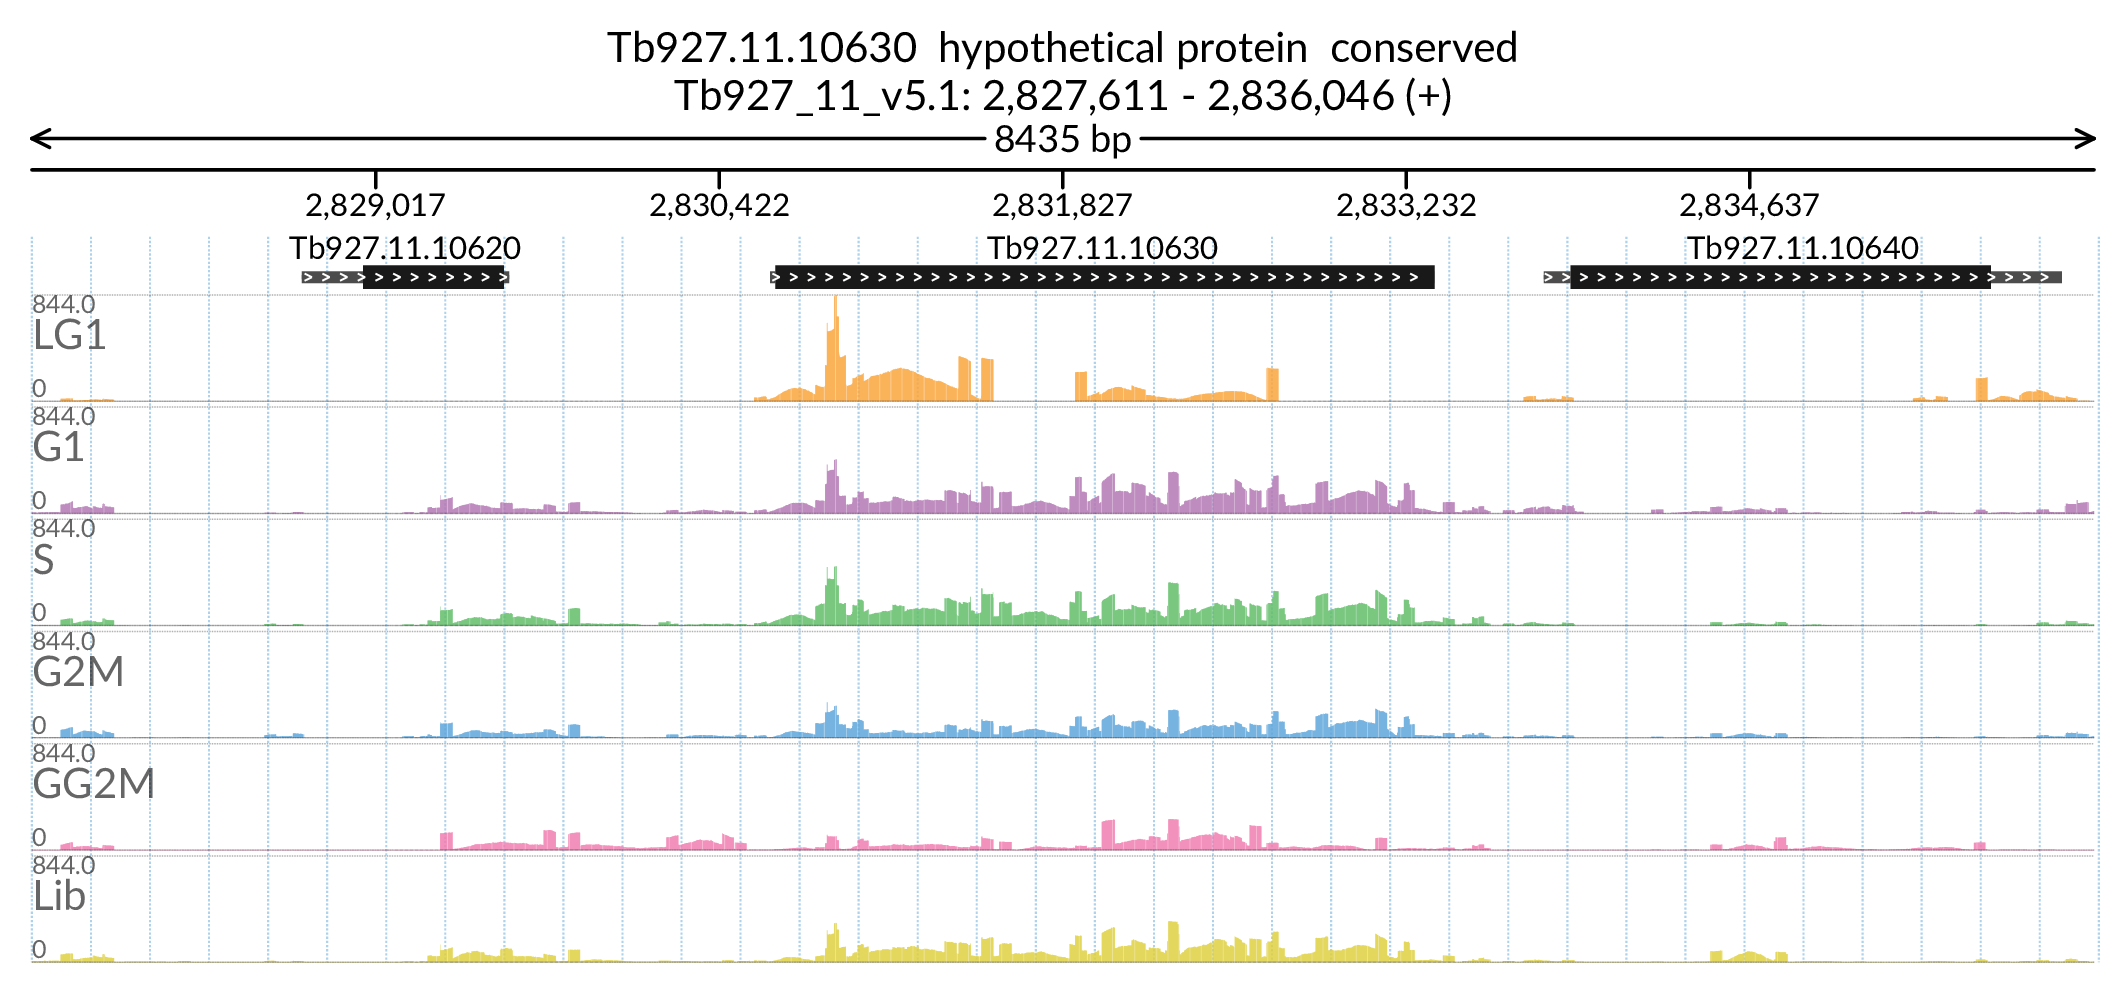 Tb927.11.10630 hypothetical protein conserved
Tb927_11_v5.1: 2,827,611 - 2,836,046 (+)
8435 bp
2,829,017 2,830,422 2,831,827 2,833,232 2,834,637
Tb927.11.10620 Tb927.11.10630 Tb927.11.10640
844.0
LG1
0
844.0
G1
0
844.0
S
0
844.0
G2M
0
844.0
GG2M
0
844.0
Lib
0